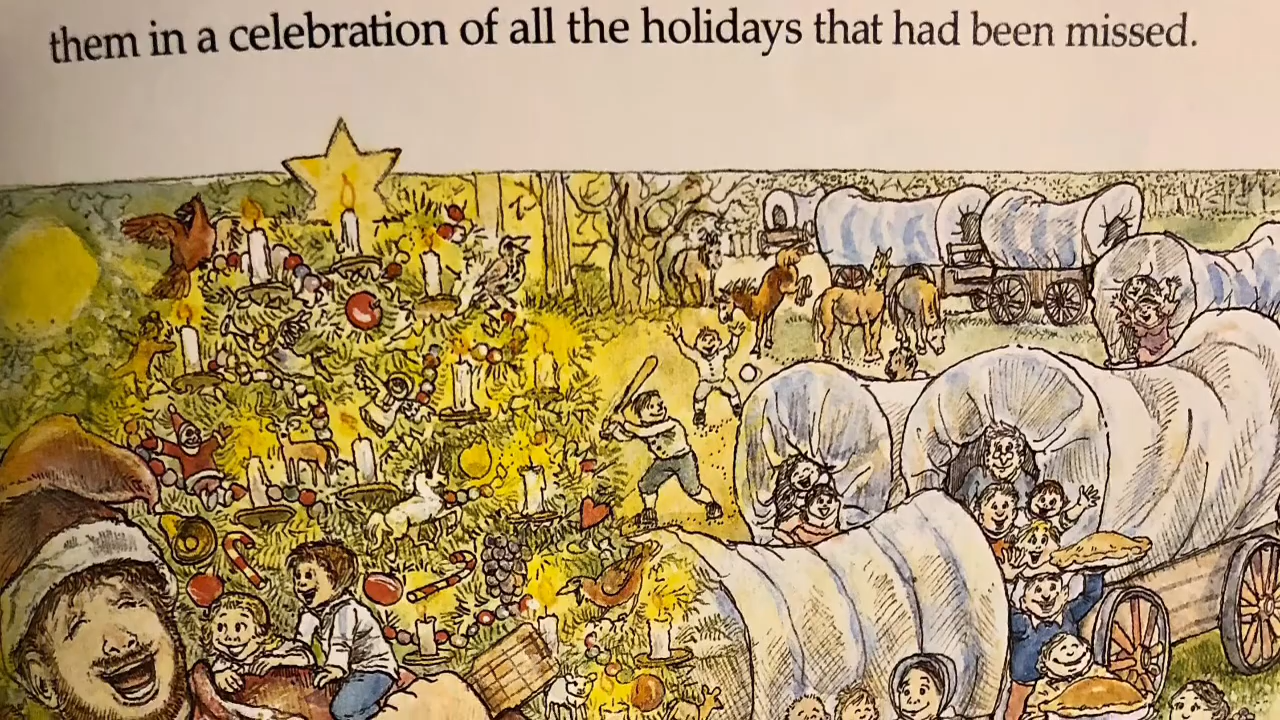 them in a celebration of all the holidays that had been missed.